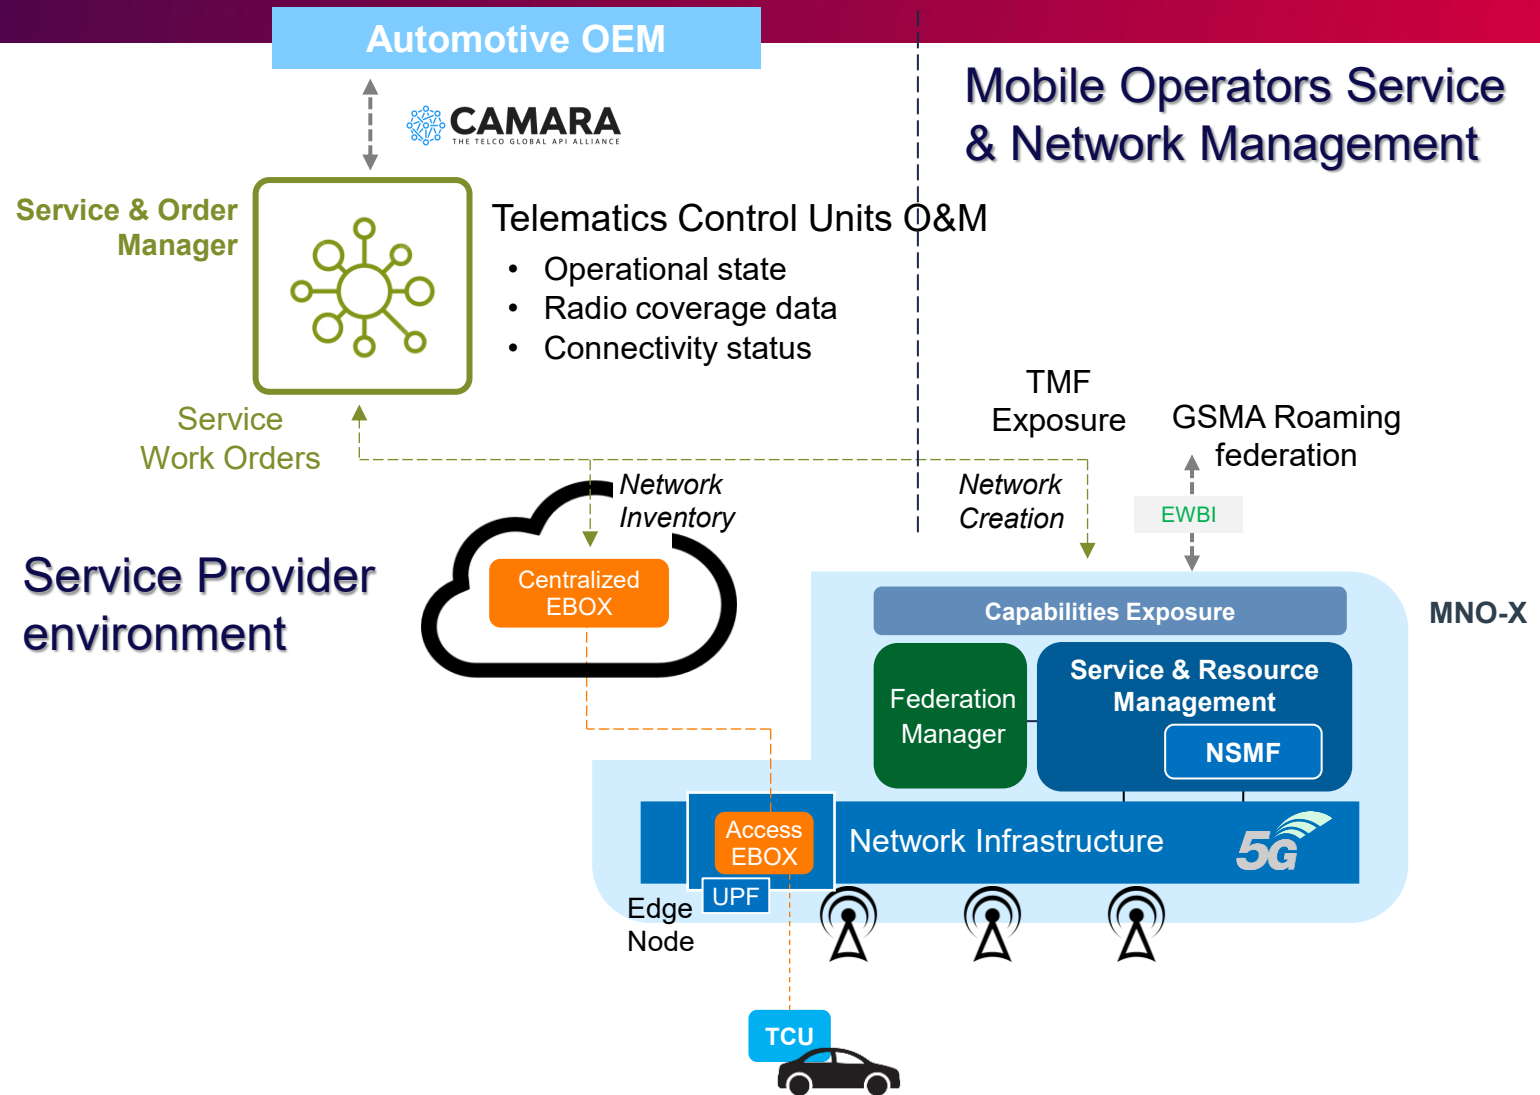 Automotive OEM
Mobile Operators Service
& Network Management
CAMARA
THE TELCO GLOBAL API ALLIANCE
Service & Order
Manager
Telematics Control Units O&M
• Operational state
• Radio coverage data
• Connectivity status
TMF
Exposure
GSMA Roaming
federation
Service
Work Orders
Network
Inventory
Network
Creation
EWBI
Service Provider
environment
Centralized
EBOX
Capabilities Exposure
MNO-X
Federation
Manager
Service & Resource
Management
NSMF
Access
EBOX
Network Infrastructure
5G
UPF
Edge
Node
TCU